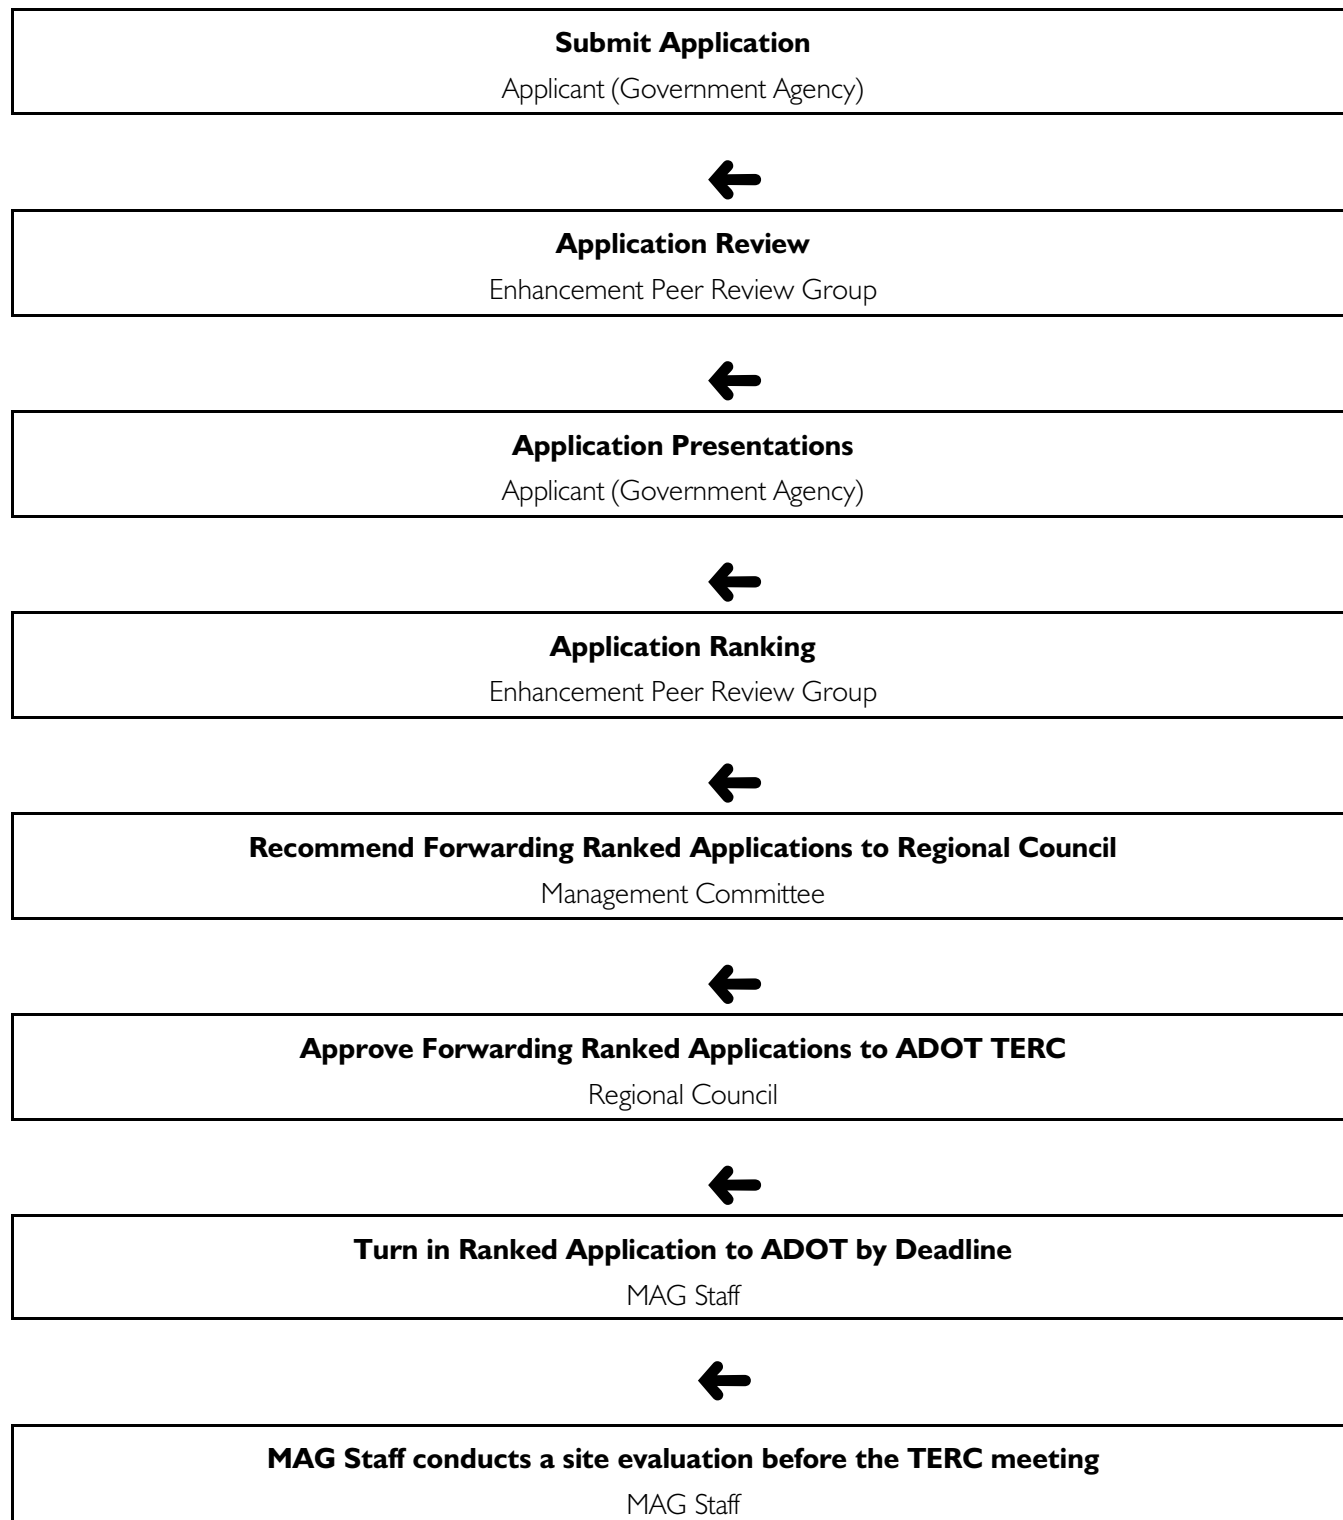 Submit Application
Applicant (Government Agency)
Application Review
Enhancement Peer Review Group
Application Presentations
Applicant (Government Agency)
Application Ranking
Enhancement Peer Review Group
Recommend Forwarding Ranked Applications to Regional Council
Management Committee
Approve Forwarding Ranked Applications to ADOT TERC
Regional Council
Turn in Ranked Application to ADOT by Deadline
MAG Staff
MAG Staff conducts a site evaluation before the TERC meeting
MAG Staff